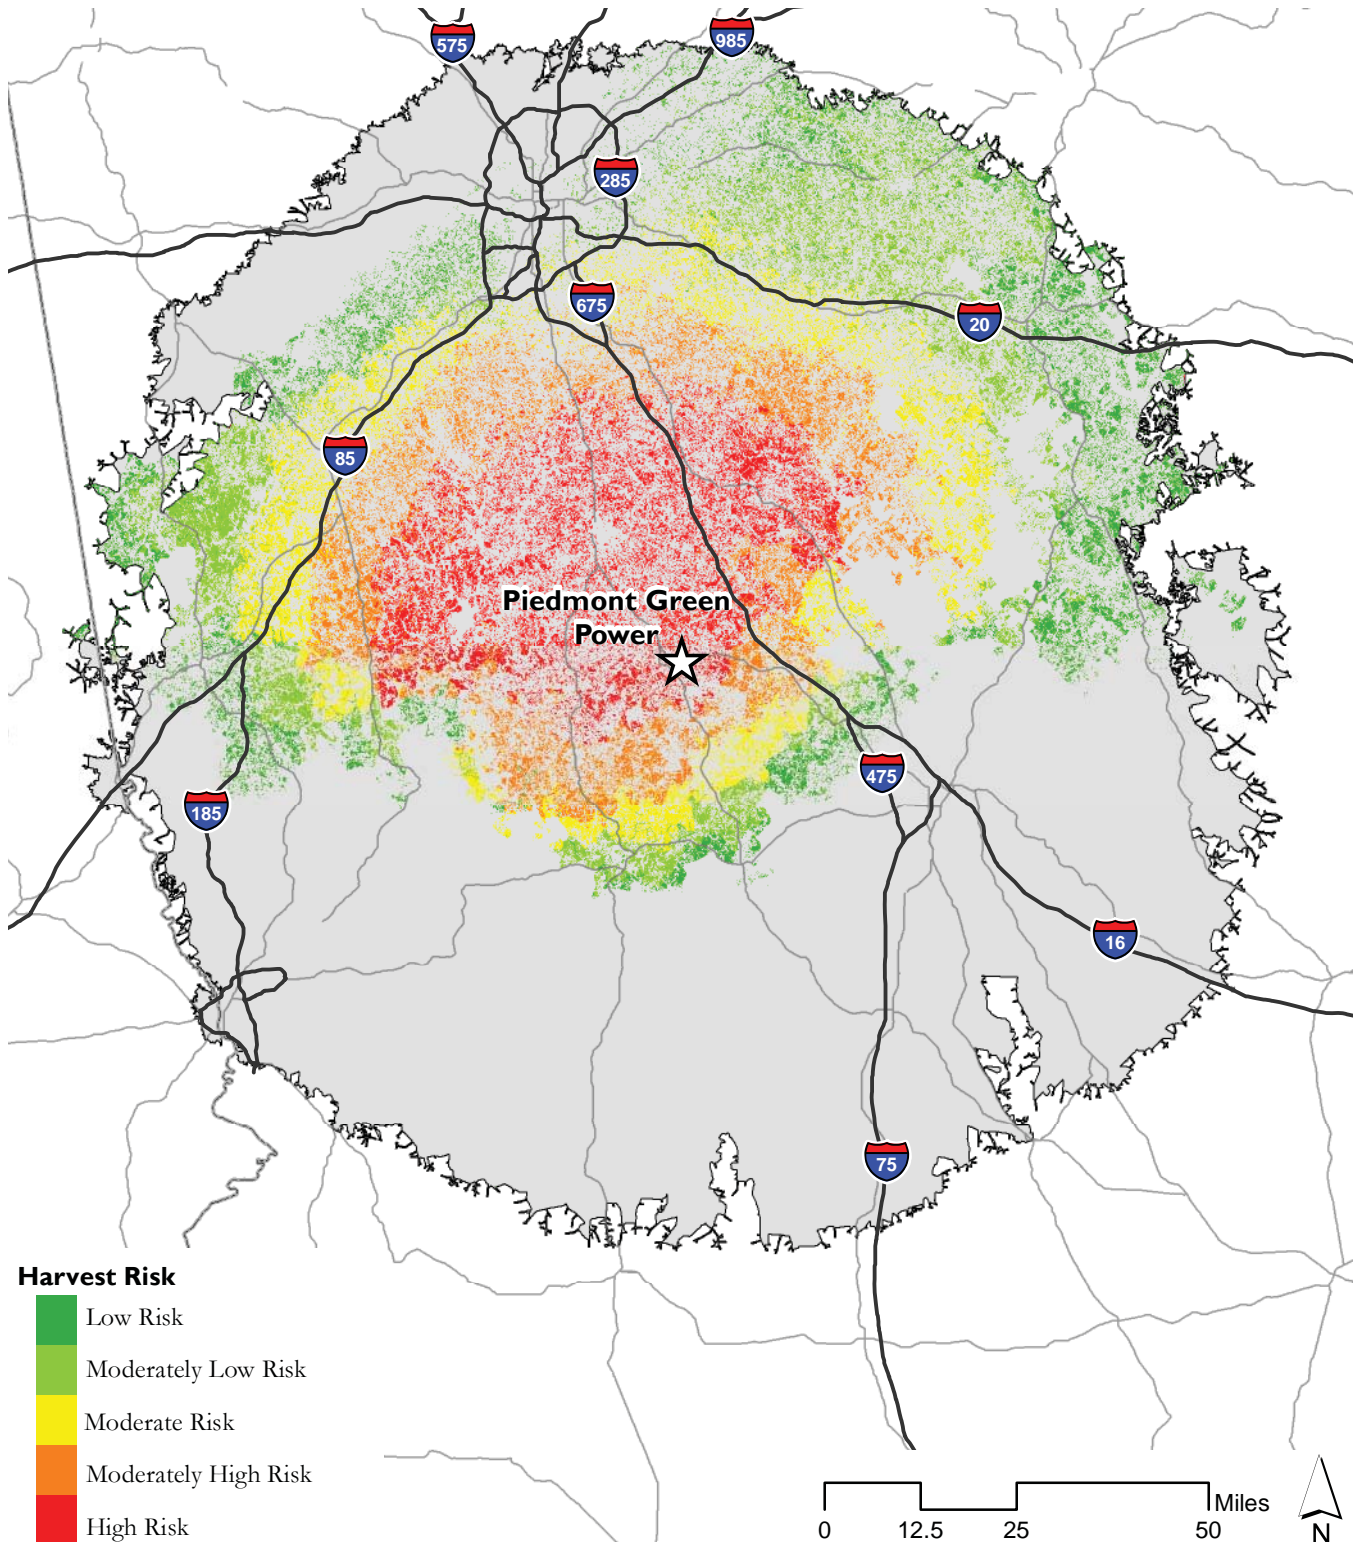 575
985
285
675
20
85
Piedmont Green
Power
475
185
16
75
Harvest Risk
Low Risk
Moderately Low Risk
Moderate Risk
Moderately High Risk
High Risk
Miles
0 12.5 25 50
N